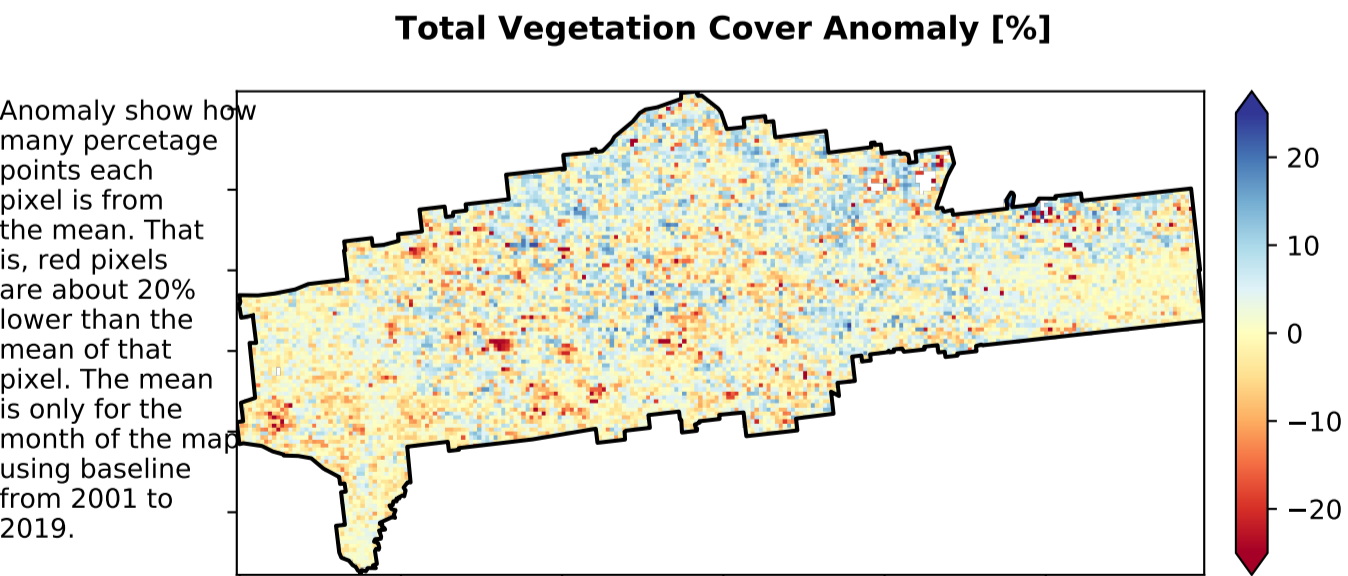 Total Vegetation Cover Anomaly [%]
Anomaly show how
many percetage
points each
pixel is from
the mean. That
is, red pixels
are about 20%
lower than the
mean of that
pixel. The mean
is only for the
month of the map
using baseline
from 2001 to
2019.
20
10
0
−10
−20